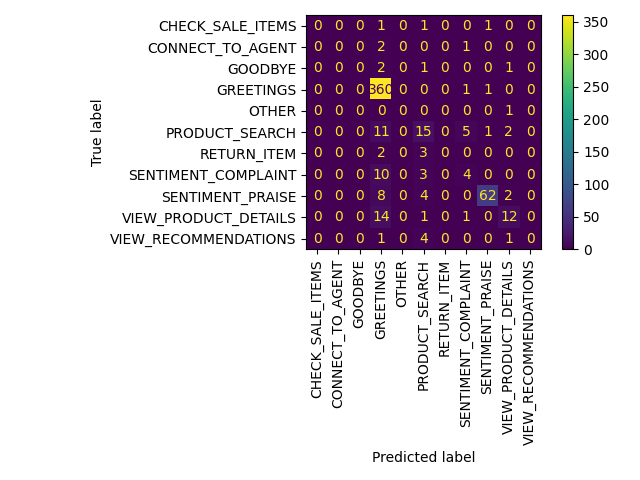 CHECK_SALE_ITEMS 0 0 0 1 0 1 0 0 1 0 0
CONNECT_TO_AGENT 0 0 0 2 0 0 0 1 0 0 0
GOODBYE 0 0 0 2 0 1 0 0 0 1 0
GREETINGS 0 0 0 360 0 0 0 1 1 0 0
OTHER 0 0 0 0 0 0 0 0 0 1 0
PRODUCT_SEARCH 0 0 0 11 0 15 0 5 1 2 0
RETURN_ITEM 0 0 0 2 0 3 0 0 0 0 0
SENTIMENT_COMPLAINT 0 0 0 10 0 3 0 4 0 0 0
SENTIMENT_PRAISE 0 0 0 8 0 4 0 0 62 2 0
VIEW_PRODUCT_DETAILS 0 0 0 14 0 1 0 1 0 12 0
VIEW_RECOMMENDATIONS 0 0 0 1 0 4 0 0 0 1 0
True label
CHECK_SALE_ITEMS
CONNECT_TO_AGENT
GOODBYE
GREETINGS
OTHER
PRODUCT_SEARCH
RETURN_ITEM
SENTIMENT_COMPLAINT
SENTIMENT_PRAISE
VIEW_PRODUCT_DETAILS
VIEW_RECOMMENDATIONS
Predicted label
350
300
250
200
150
100
50
0